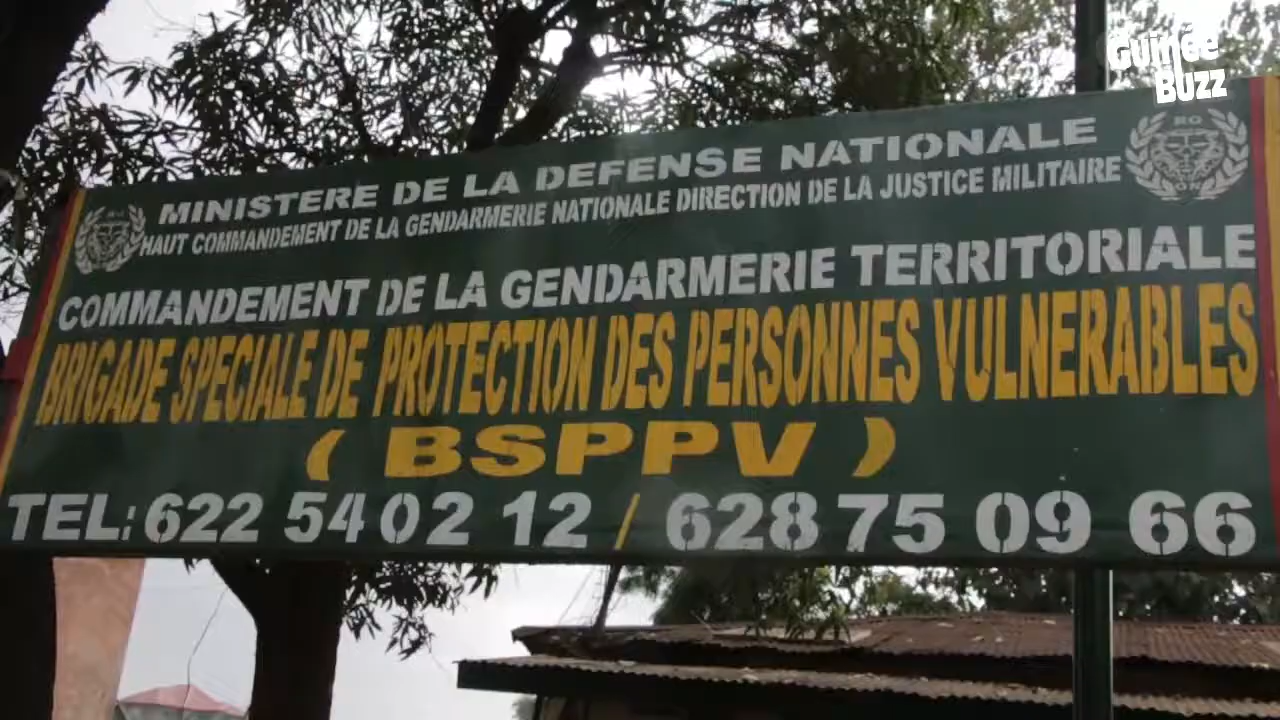 Guinée
BUZZ
MINISTERE DE LA DEFENSE NATIONALE
HAUT COMMANDEMENT DE LA GENDARMERIE NATIONALE DIRECTION DE LA JUSTICE MILITAIRE
COMMANDEMENT DE LA GENDARMERIE TERRITORIALE
BRIGADE SPECIALE DE PROTECTION DES PERSONNES VULNERABLES
( BSPPV )
TEL: 622 54 02 12 / 628 75 09 66